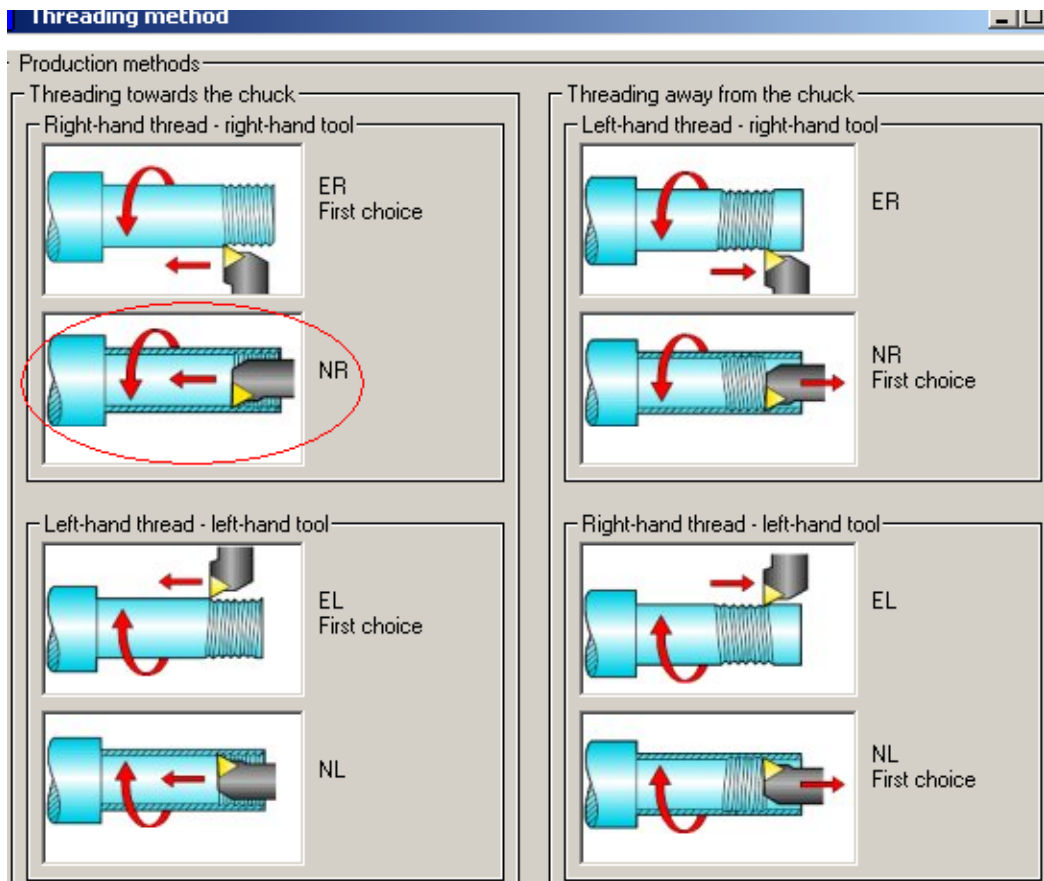 Threading method
Production methods
Threading towards the chuck
Right-hand thread - right-hand tool
ER
First choice
NR
Left-hand thread - left-hand tool
EL
First choice
NL
Threading away from the chuck
Left-hand thread - right-hand tool
ER
NR
First choice
Right-hand thread - left-hand tool
EL
NL
First choice